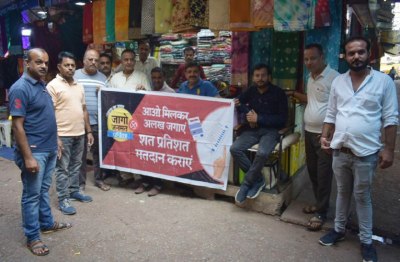 जागो
आओ मिलकर
अलख जगाएं
शत प्रतिशत
मतदान कराएं